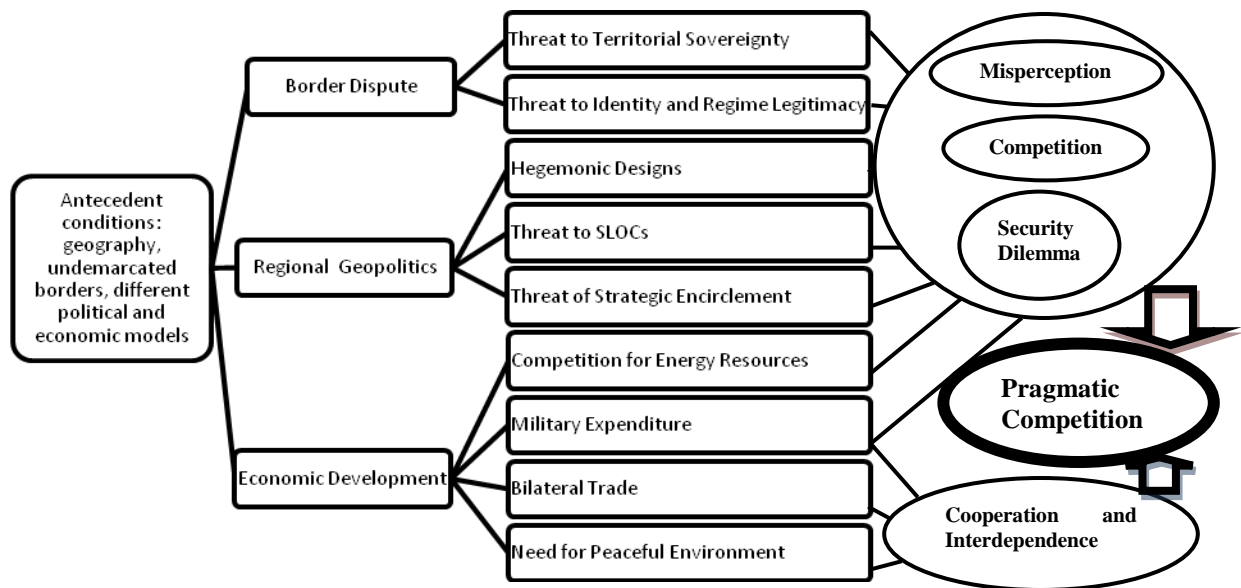 Antecedent
conditions:
geography,
undemarcated
borders, different
political and
economic models
Border Dispute
Regional Geopolitics
Economic Development
Threat to Territorial Sovereignty
Threat to Identity and Regime Legitimacy
Hegemonic Designs
Threat to SLOCs
Threat of Strategic Encirclement
Competition for Energy Resources
Military Expenditure
Bilateral Trade
Need for Peaceful Environment
Misperception
Competition
Security
Dilemma
Pragmatic
Competition
Cooperation and
Interdependence